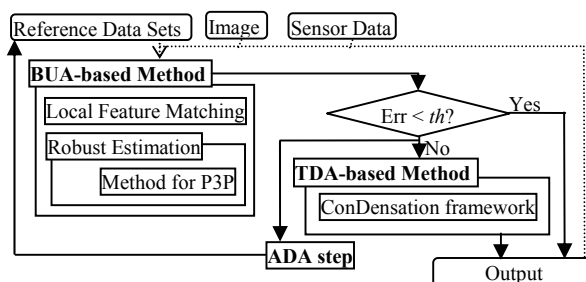 Reference Data Sets
Image
Sensor Data
BUA-based Method
Local Feature Matching
Robust Estimation
Method for P3P
Err < th?
Yes
No
TDA-based Method
ConDensation framework
ADA step
Output